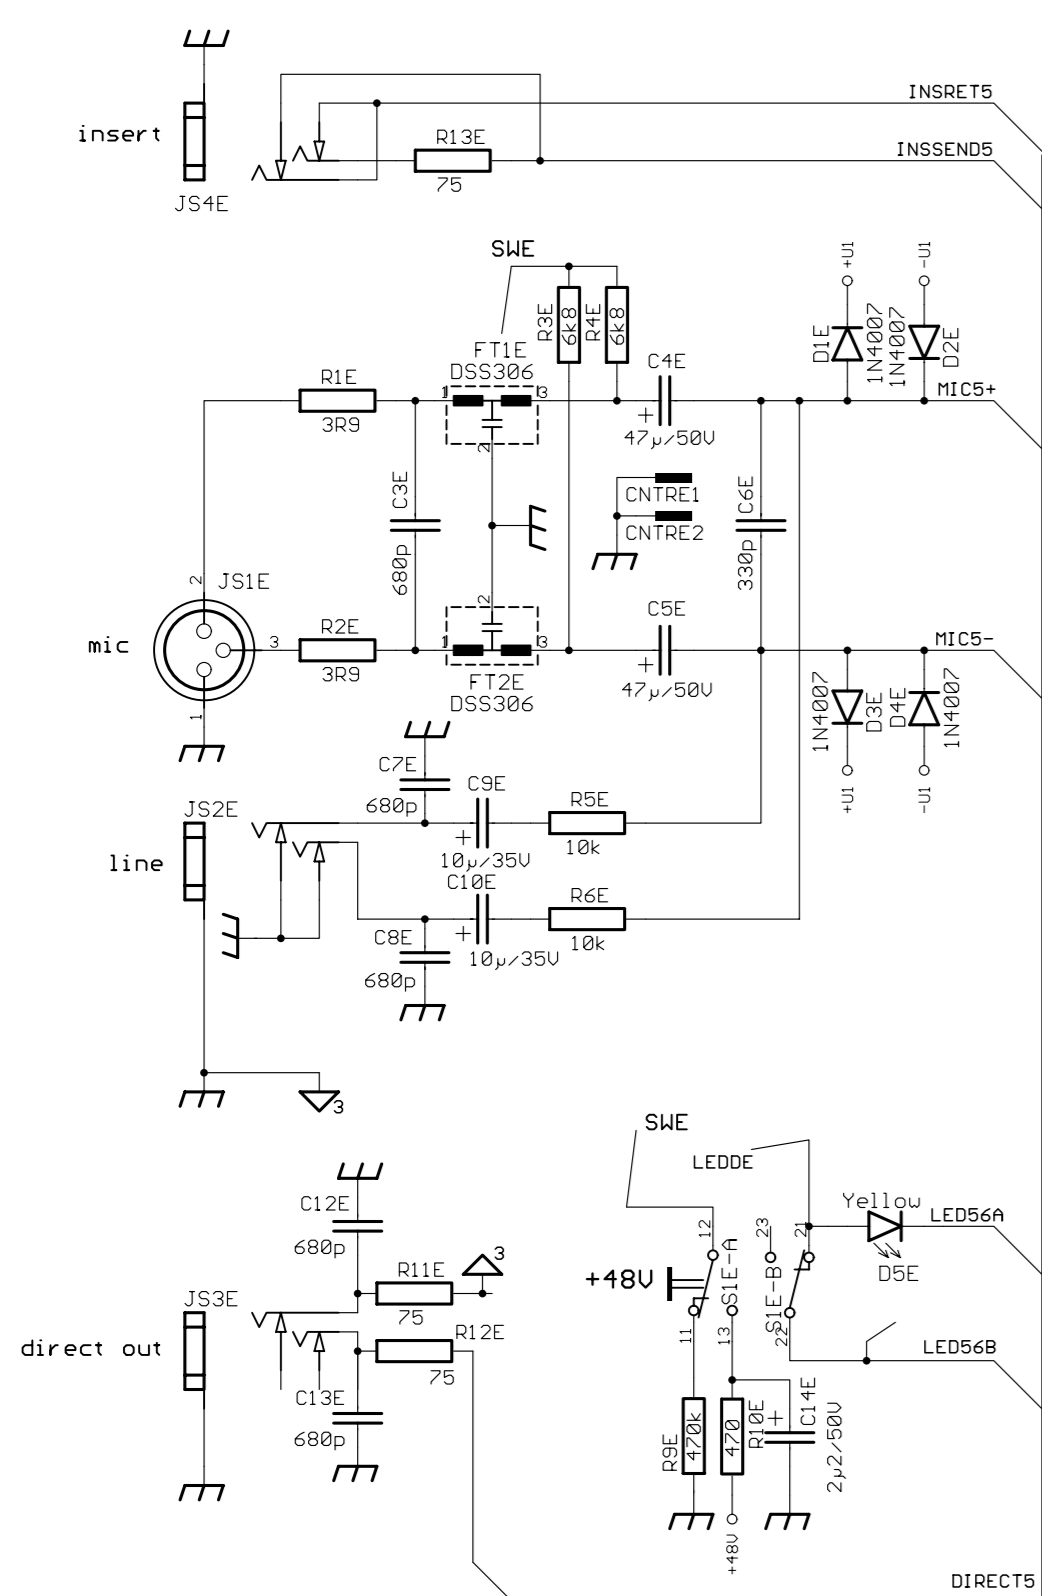 INSRET5
insert
R13E
INSSEND5
75
JS4E
SWE
+U1
-U1
R3E
6k8
R4E
6k8
D1E
1N4007
1N4007
D2E
FT1E
DSS306
C4E
R1E
1
3
MIC5+
3R9
+
47µ/50V
2
C3E
680p
CNTRE1
CNTRE2
C6E
330p
2
JS1E
2
C5E
mic
R2E
3
1
3
MIC5-
3R9
FT2E
DSS306
+
47µ/50V
1N4007
D3E
D4E
1N4007
1
C7E
680p
C9E
R5E
+U1
-U1
JS2E
line
+
10µ/35V
10k
C10E
R6E
C8E
+
10µ/35V
10k
680p
3
SWE
LEDDE
Yellow
LED56A
C12E
680p
12
23
21
3
+48V
S1E-A
S1E-B
D5E
R11E
JS3E
75
R12E
11
13
22
LED56B
direct out
75
C13E
680p
R9E
470k
470
R10E
+
C14E
2µ2/50V
+48V
DIRECT5